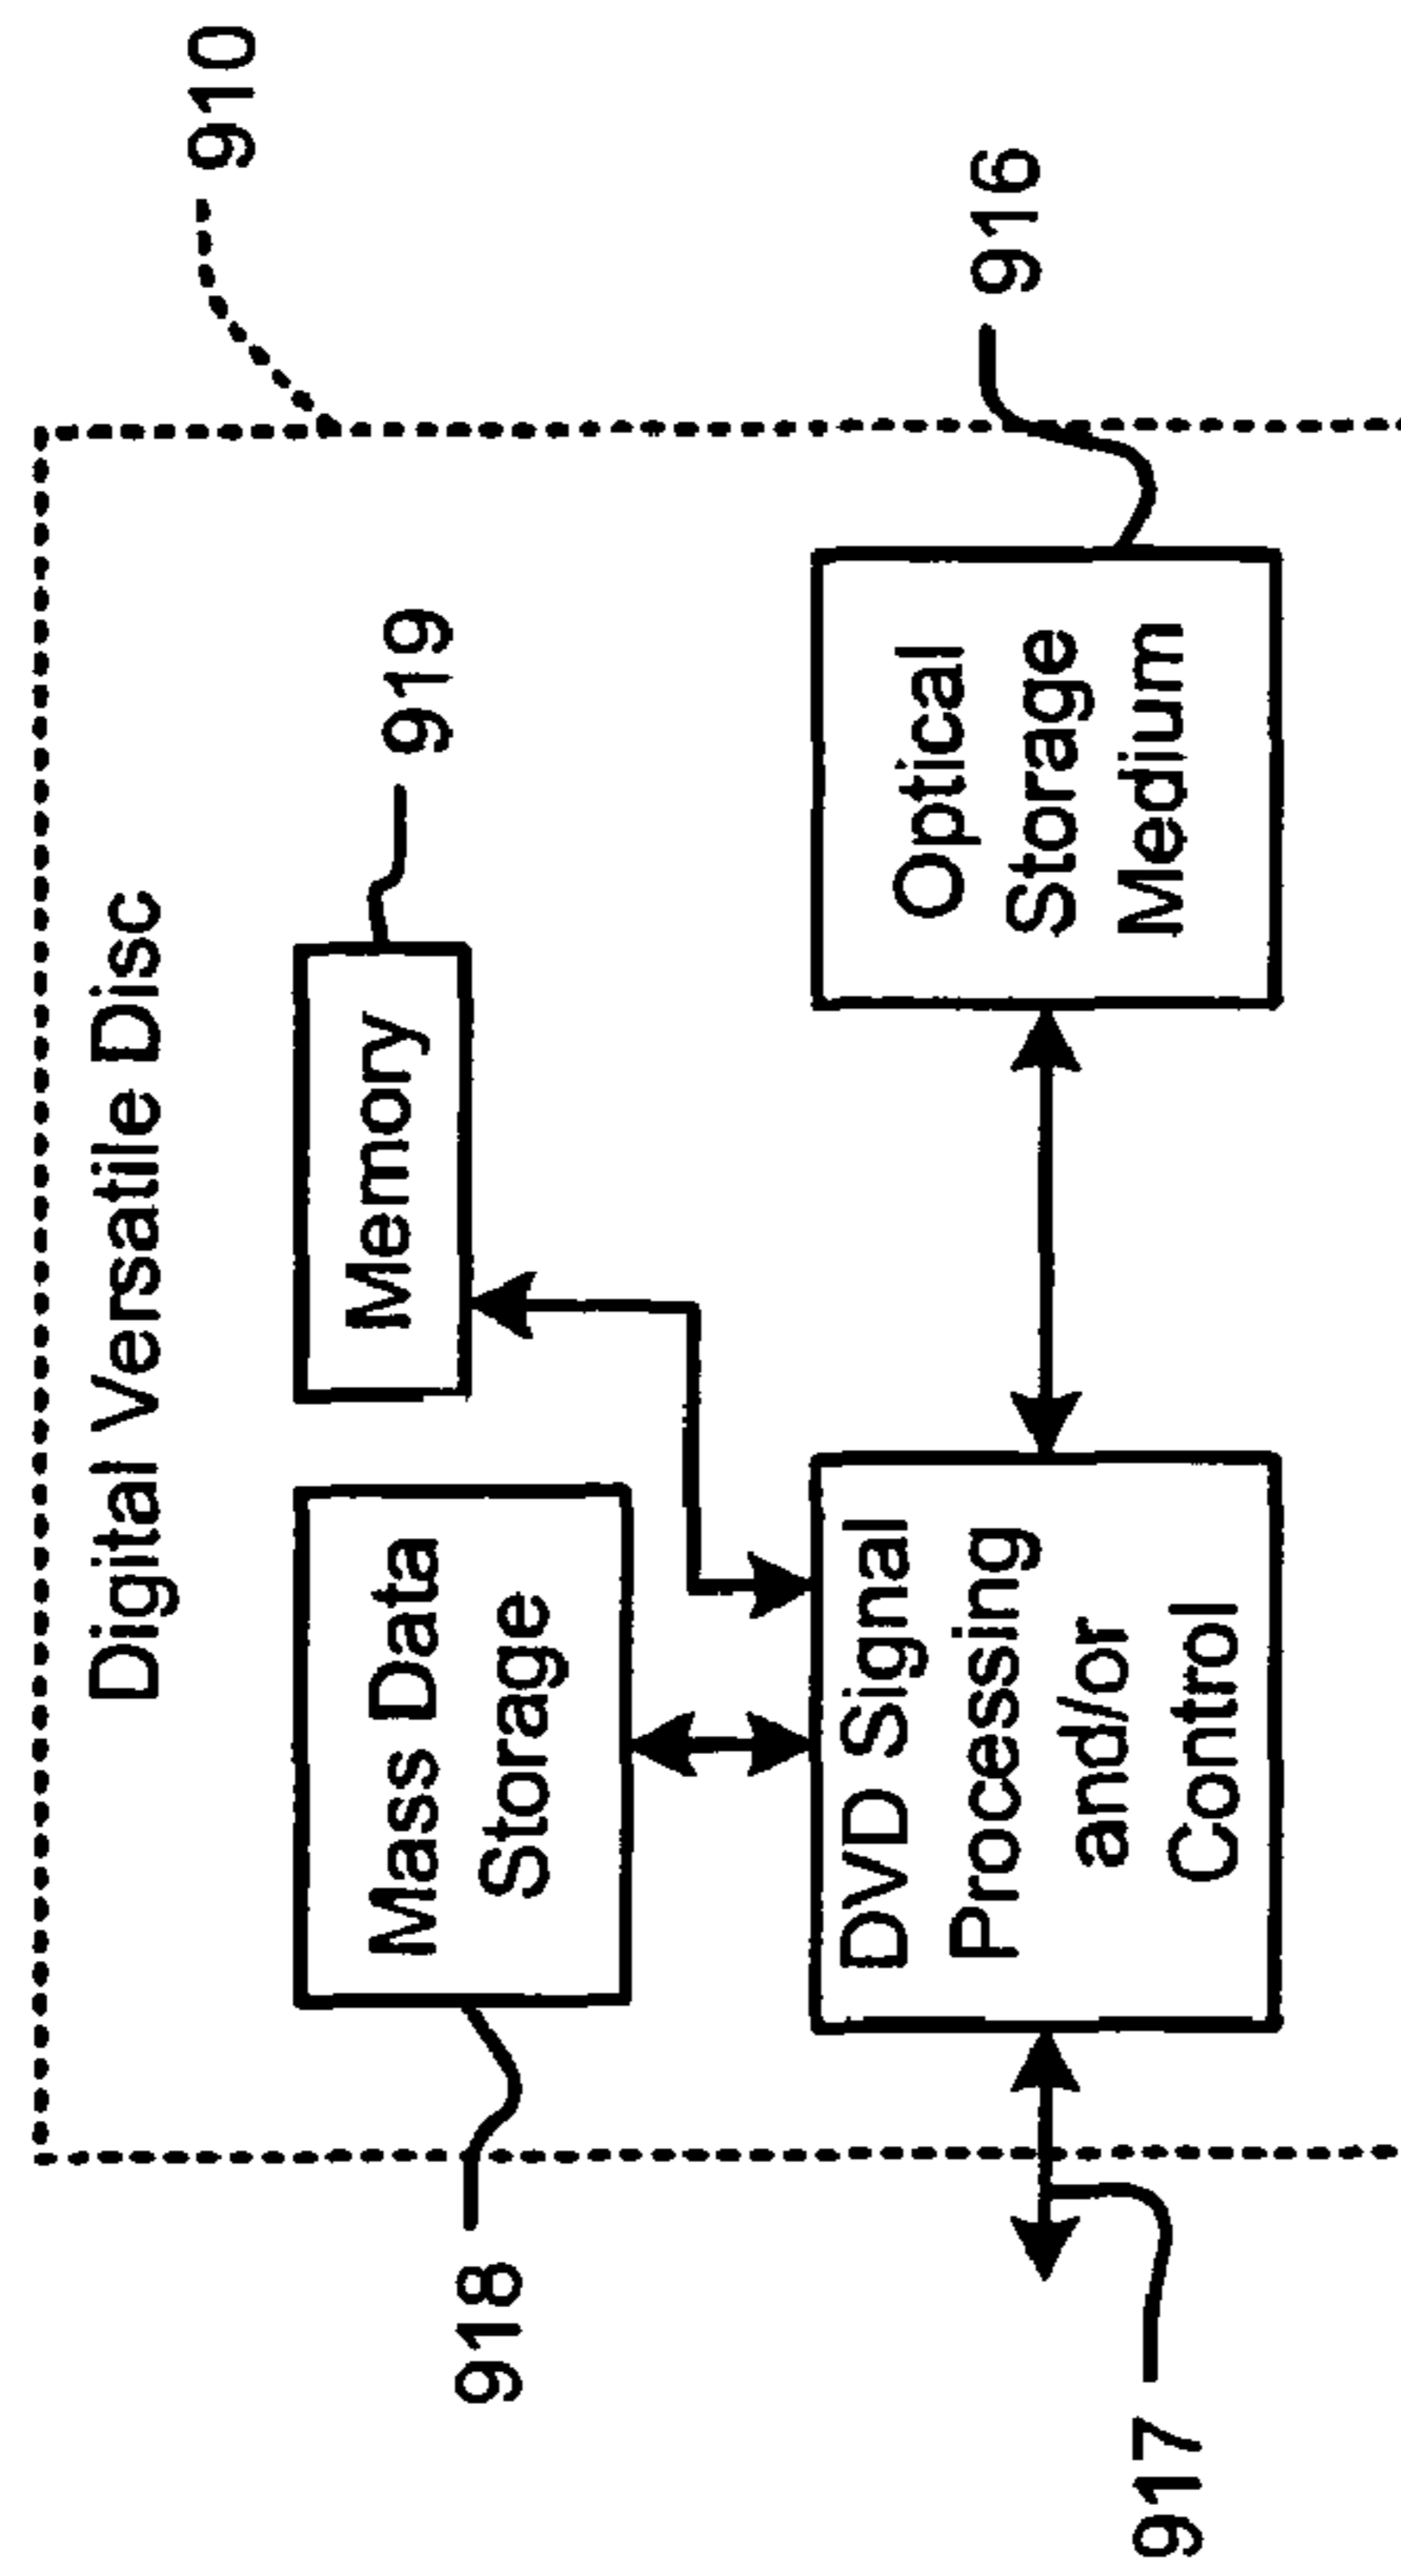 Digital Versatile Disc
910
Mass Data
Storage
Memory
919
918
DVD Signal
Processing
and/or
Control
Optical
Storage
Medium
916
917